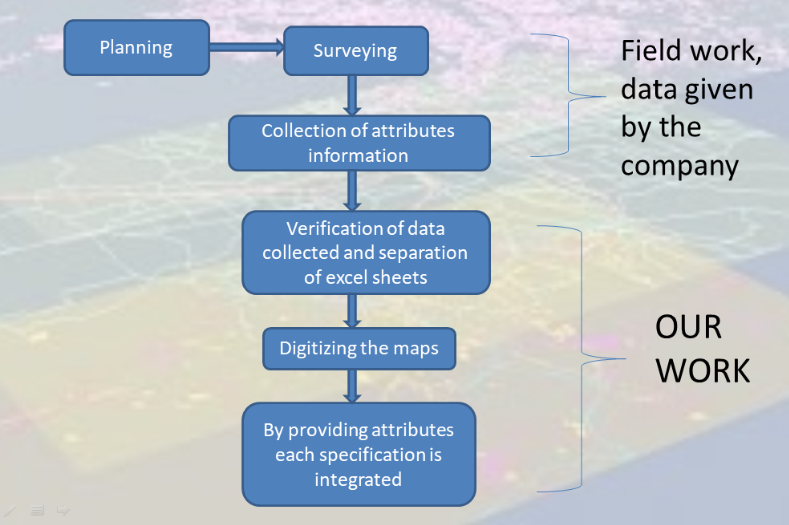 Planning
Surveying
Field work,
data given
by the
company
Collection of attributes
information
Verification of data
collected and separation
of excel sheets
OUR
WORK
Digitizing the maps
By providing attributes
each specification is
integrated